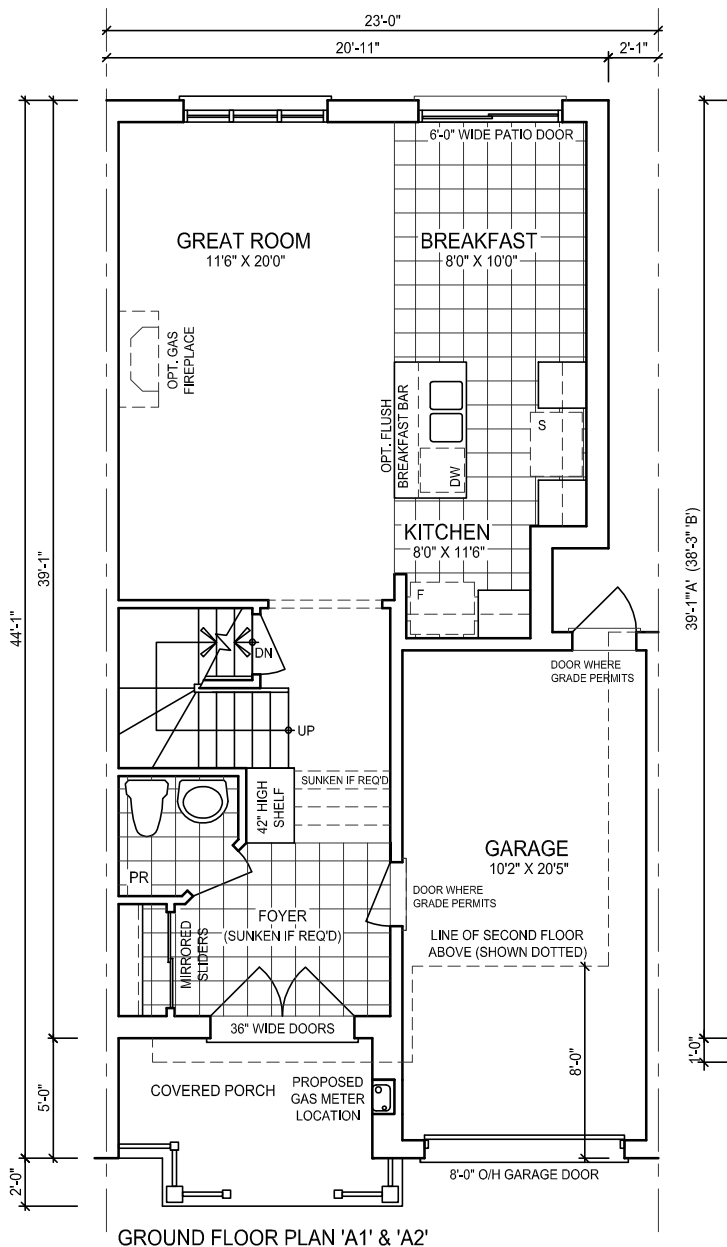 23'-0"
20'-11"
2'-1"
6'-0" WIDE PATIO DOOR
GREAT ROOM
11'6" X 20'0"
BREAKFAST
8'0" X 10'0"
OPT. GAS
FIREPLACE
OPT. FLUSH
BREAKFAST BAR
DW
S
KITCHEN
8'0" X 11'6"
F
39'-1"
44'-1"
39'-1"'A' (38'-3" 'B')
DN
UP
DOOR WHERE
GRADE PERMITS
SUNKEN IF REQ'D
42" HIGH
SHELF
PR
GARAGE
10'2" X 20'5"
DOOR WHERE
GRADE PERMITS
FOYER
(SUNKEN IF REQ'D)
MIRRORED
SLIDERS
LINE OF SECOND FLOOR
ABOVE (SHOWN DOTTED)
36" WIDE DOORS
1'-0"
8'-0"
5'-0"
COVERED PORCH
PROPOSED
GAS METER
LOCATION
2'-0"
8'-0" O/H GARAGE DOOR
GROUND FLOOR PLAN 'A1' & 'A2'